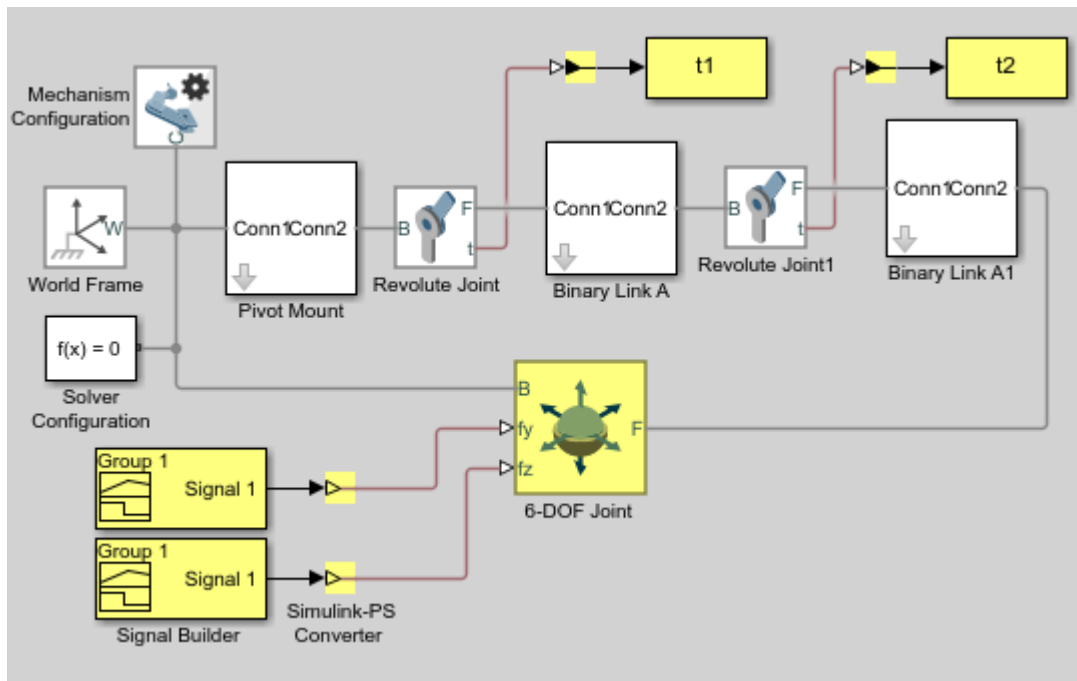 t1
t2
Mechanism
Configuration
C
W
World Frame
Conn1Conn2
Pivot Mount
B
F
t
Revolute Joint
Conn1Conn2
Binary Link A
B
F
t
Revolute Joint1
Conn1Conn2
Binary Link A1
f(x) = 0
Solver
Configuration
B
fy
fz
F
6-DOF Joint
Group 1
Signal 1
Group 1
Signal 1
Signal Builder
Simulink-PS
Converter